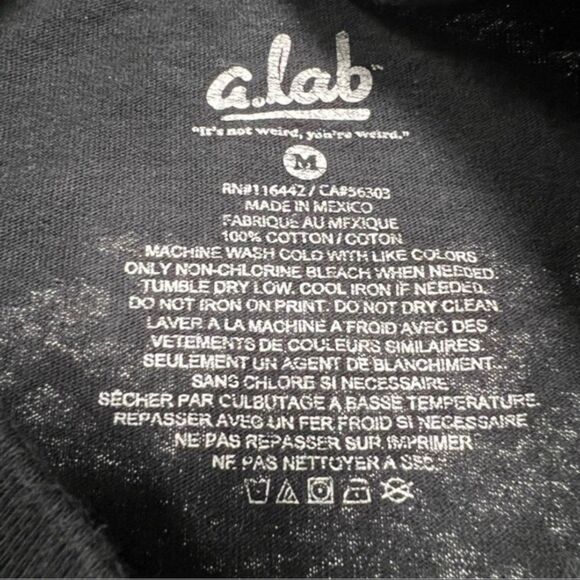 a.lab™
"It's not weird, you're weird."
M
RN#116442 / CA#56303
MADE IN MEXICO
FABRIQUE AU MEXIQUE
100% COTTON / COTON
MACHINE WASH COLD WITH LIKE COLORS
ONLY NON-CHLORINE BLEACH WHEN NEEDED.
TUMBLE DRY LOW. COOL IRON IF NEEDED.
DO NOT IRON ON PRINT. DO NOT DRY CLEAN.
LAVER A LA MACHINE A FROID AVEC DES
VETEMENTS DE COULEURS SIMILAIRES.
SEULEMENT UN AGENT DE BLANCHIMENT
SANS CHLORE SI NECESSAIRE
SÉCHER PAR CULBUTAGE A BASSE TEMPERATURE
REPASSER AVEC UN FER FROID SI NECESSAIRE
NE PAS REPASSER SUR IMPRIMER
NE PAS NETTOYER A SEC.